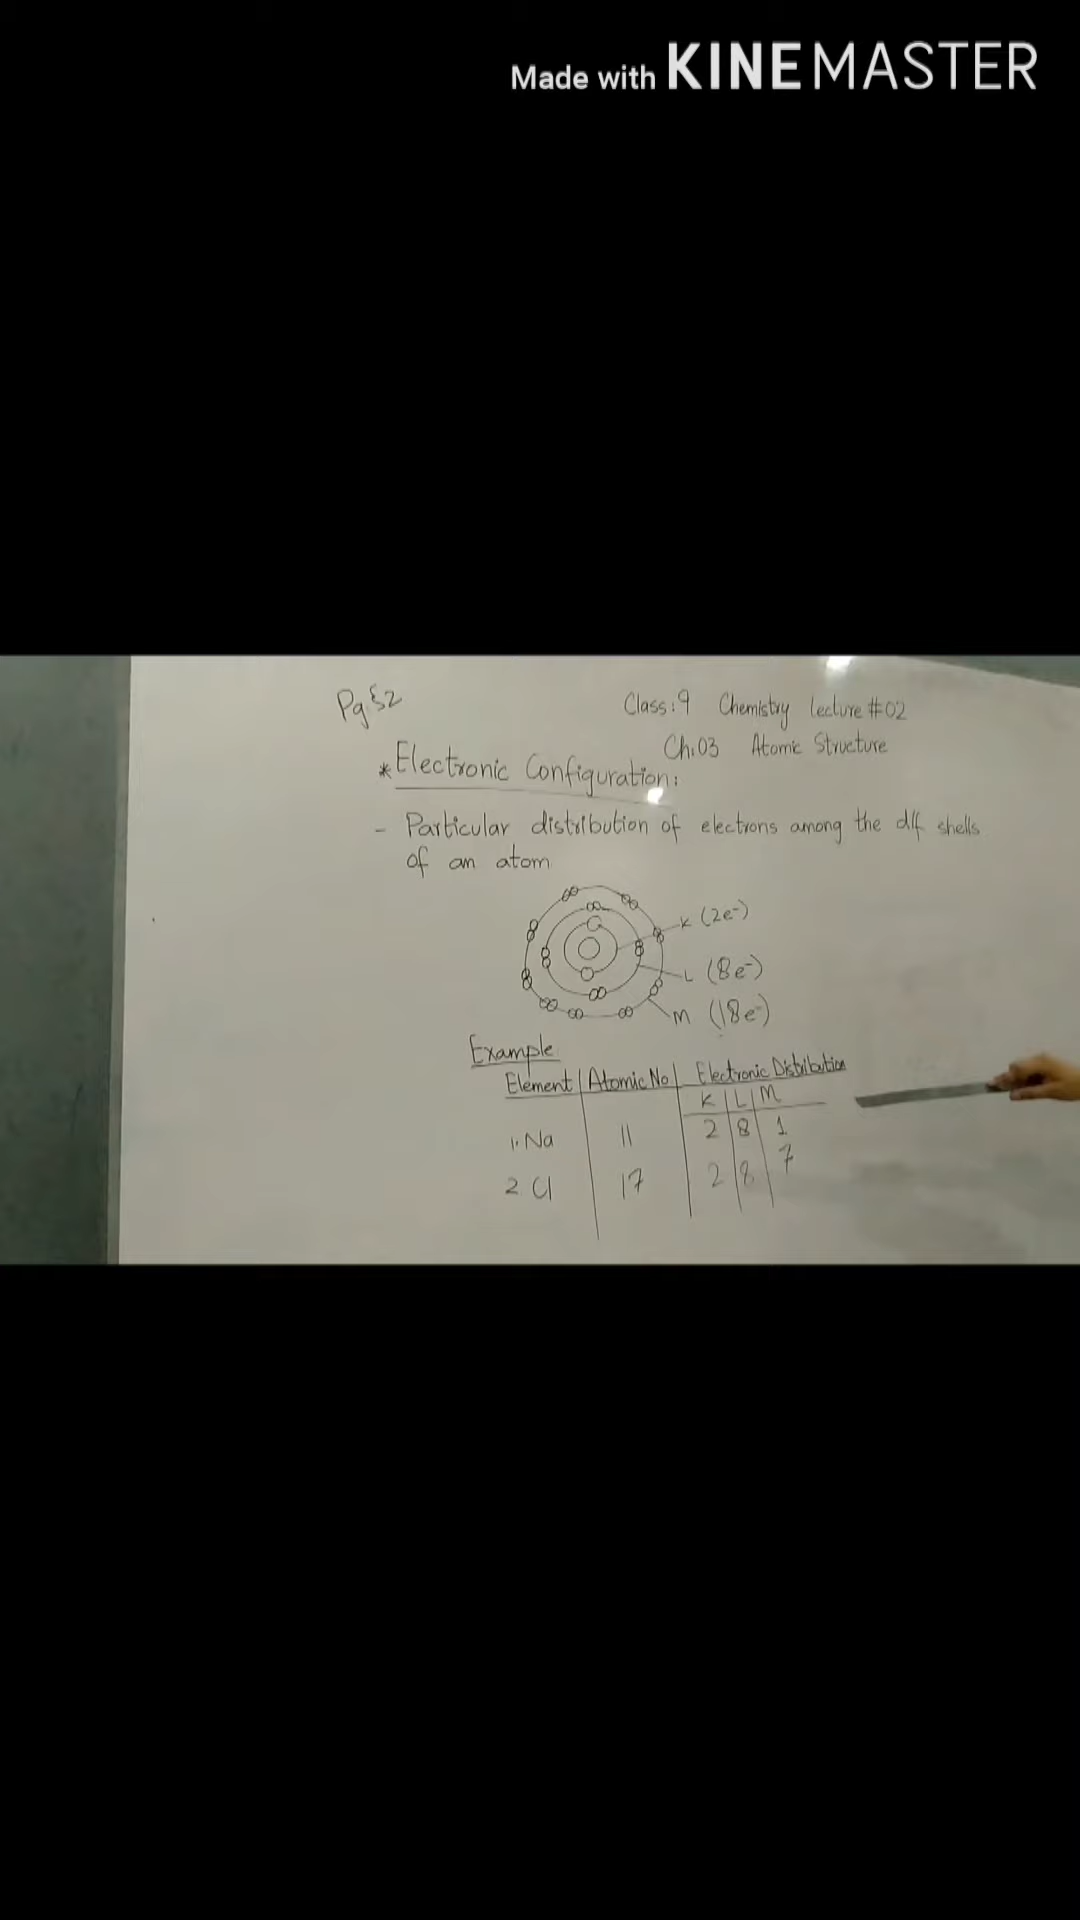 Made with KINEMASTER
Pg 52
Class: 9 Chemistry Lecture #02
Ch:03 Atomic Structure
* Electronic Configuration:
- Particular distribution of electrons among the dif shells
of an atom
K (2e-)
L (8e-)
M (18e-)
Example
Element Atomic No Electronic Distribution
K L M
1. Na 11 2 8 1
2 Cl 17 2 8 7